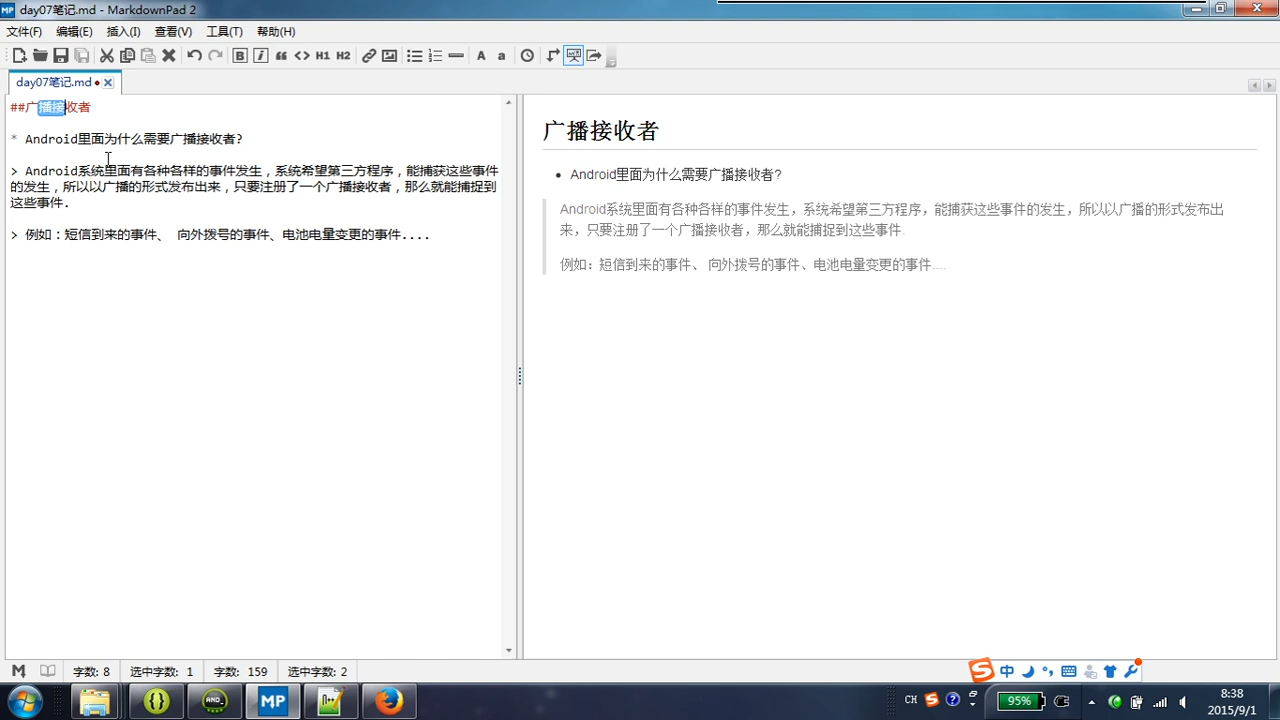 day07笔记.md - MarkdownPad 2
文件(F) 编辑(E) 插入(I) 查看(V) 工具(T) 帮助(H)
B i H1 H2 A a
day07笔记.md
##广播接收者
* Android里面为什么需要广播接收者?
> Android系统里面有各种各样的事件发生，系统希望第三方程序，能捕获这些事件
的发生，所以以广播的形式发布出来，只要注册了一个广播接收者，那么就能捕捉到
这些事件.
> 例如：短信到来的事件、 向外拨号的事件、电池电量变更的事件....
广播接收者
• Android里面为什么需要广播接收者?
Android系统里面有各种各样的事件发生，系统希望第三方程序，能捕获这些事件的发生，所以以广播的形式发布出
来，只要注册了一个广播接收者，那么就能捕捉到这些事件.
例如：短信到来的事件、 向外拨号的事件、电池电量变更的事件....
字数: 8 选中字数: 1 字数: 159 选中字数: 2
中
MP CH 95% 8:38
2015/9/1